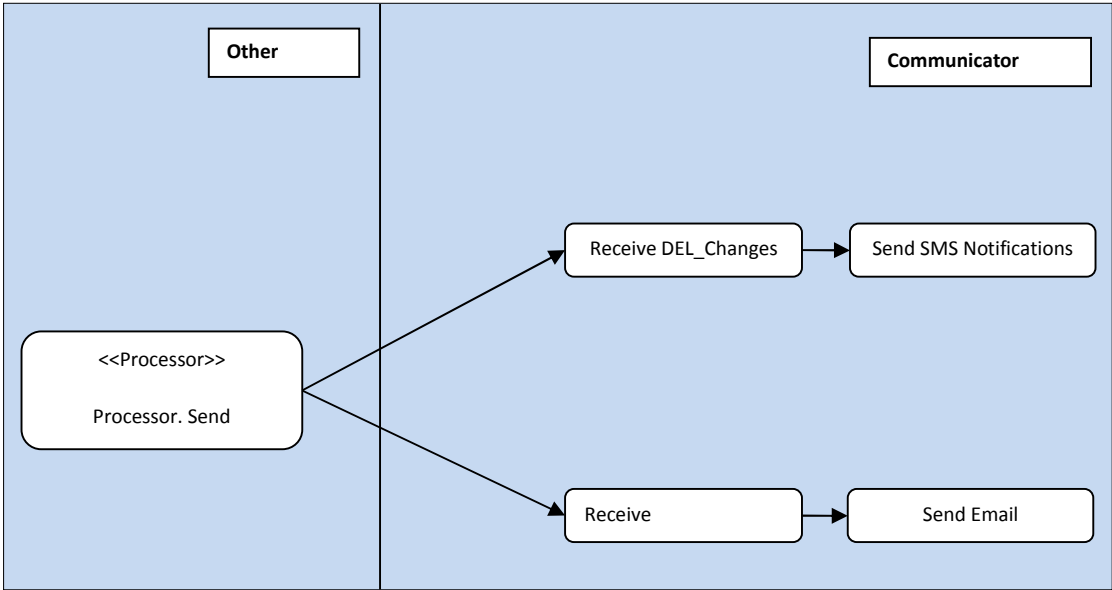 Other
Communicator
Receive DEL_Changes
Send SMS Notifications
<<Processor>>
Processor. Send
Receive
Send Email